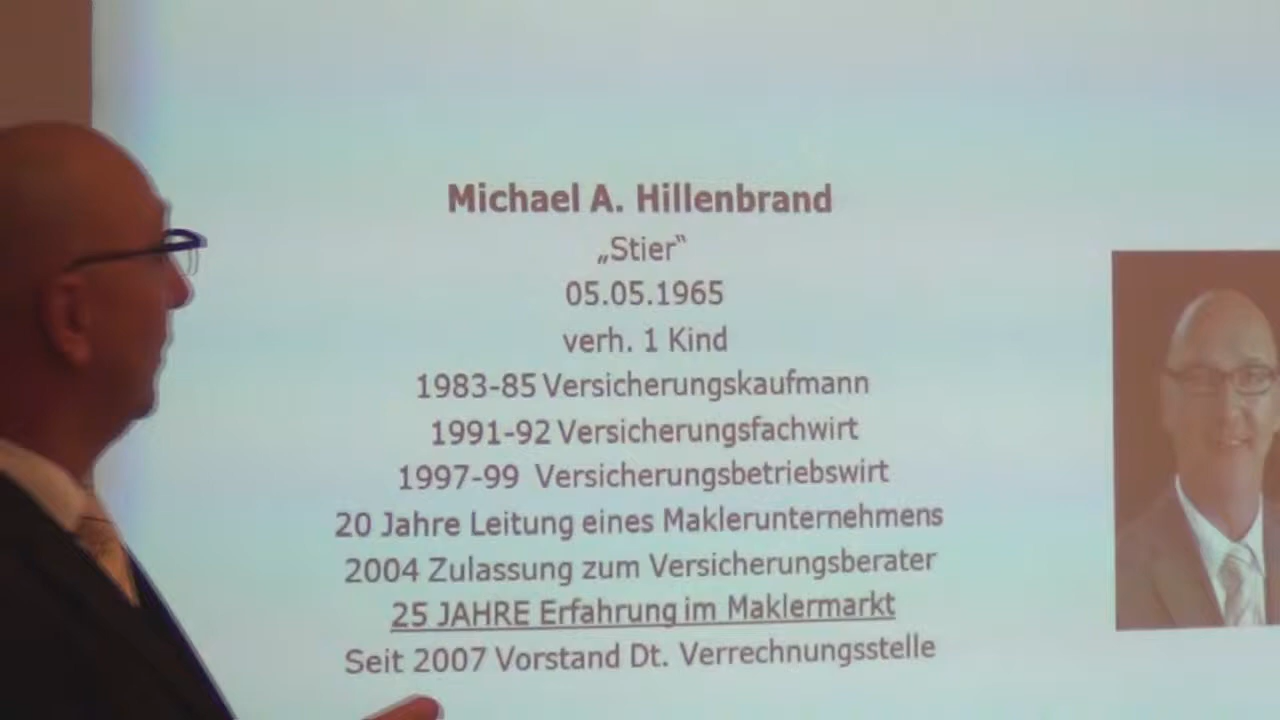 Michael A. Hillenbrand
„Stier“
05.05.1965
verh. 1 Kind
1983-85 Versicherungskaufmann
1991-92 Versicherungsfachwirt
1997-99 Versicherungsbetriebswirt
20 Jahre Leitung eines Maklerunternehmens
2004 Zulassung zum Versicherungsberater
25 JAHRE Erfahrung im Maklermarkt
Seit 2007 Vorstand Dt. Verrechnungsstelle